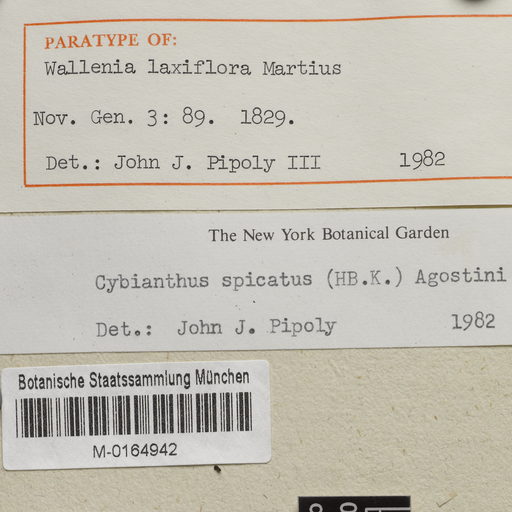 PARATYPE OF:
Wallenia laxiflora Martius
Nov. Gen. 3: 89. 1829.
Det.: John J. Pipoly III 1982
The New York Botanical Garden
Cybianthus spicatus (HB.K.) Agostini
Det.: John J. Pipoly 1982
Botanische Staatssammlung München
M-0164942